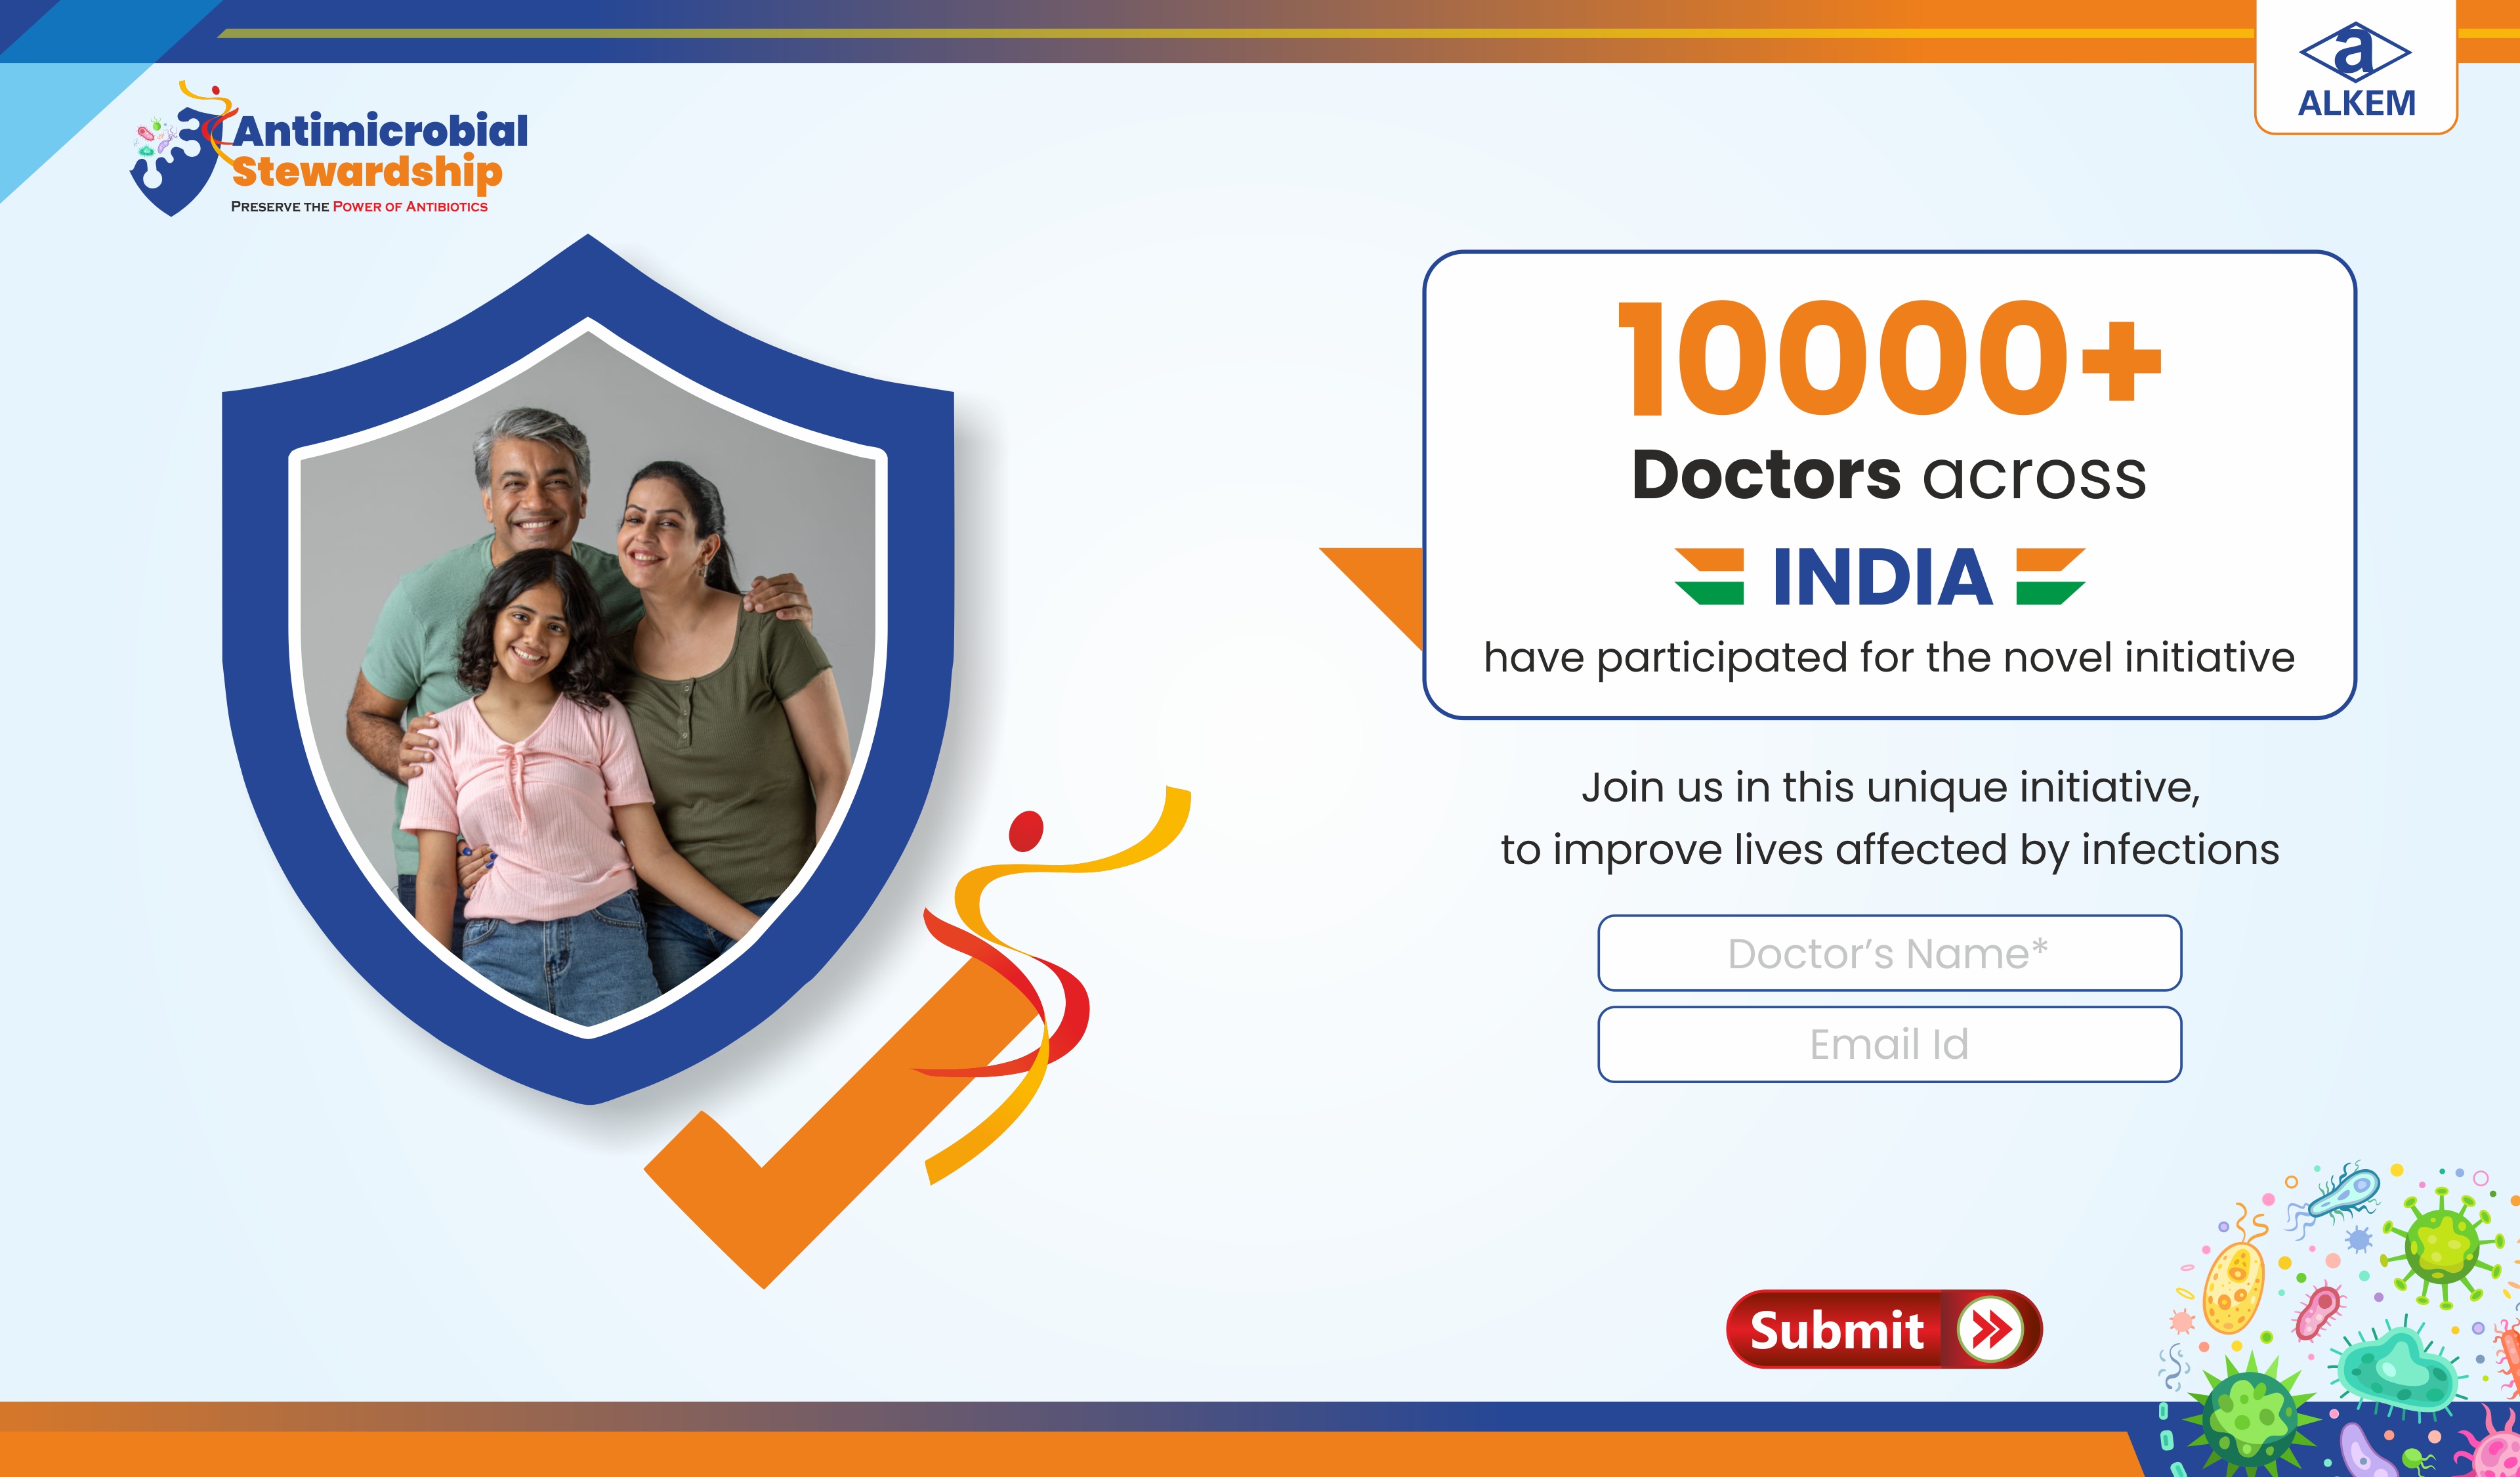 Antimicrobial
Stewardship
PRESERVE THE POWER OF ANTIBIOTICS
a
ALKEM
10000+
Doctors across
INDIA
have participated for the novel initiative
Join us in this unique initiative,
to improve lives affected by infections
Doctor's Name*
Email Id
Submit